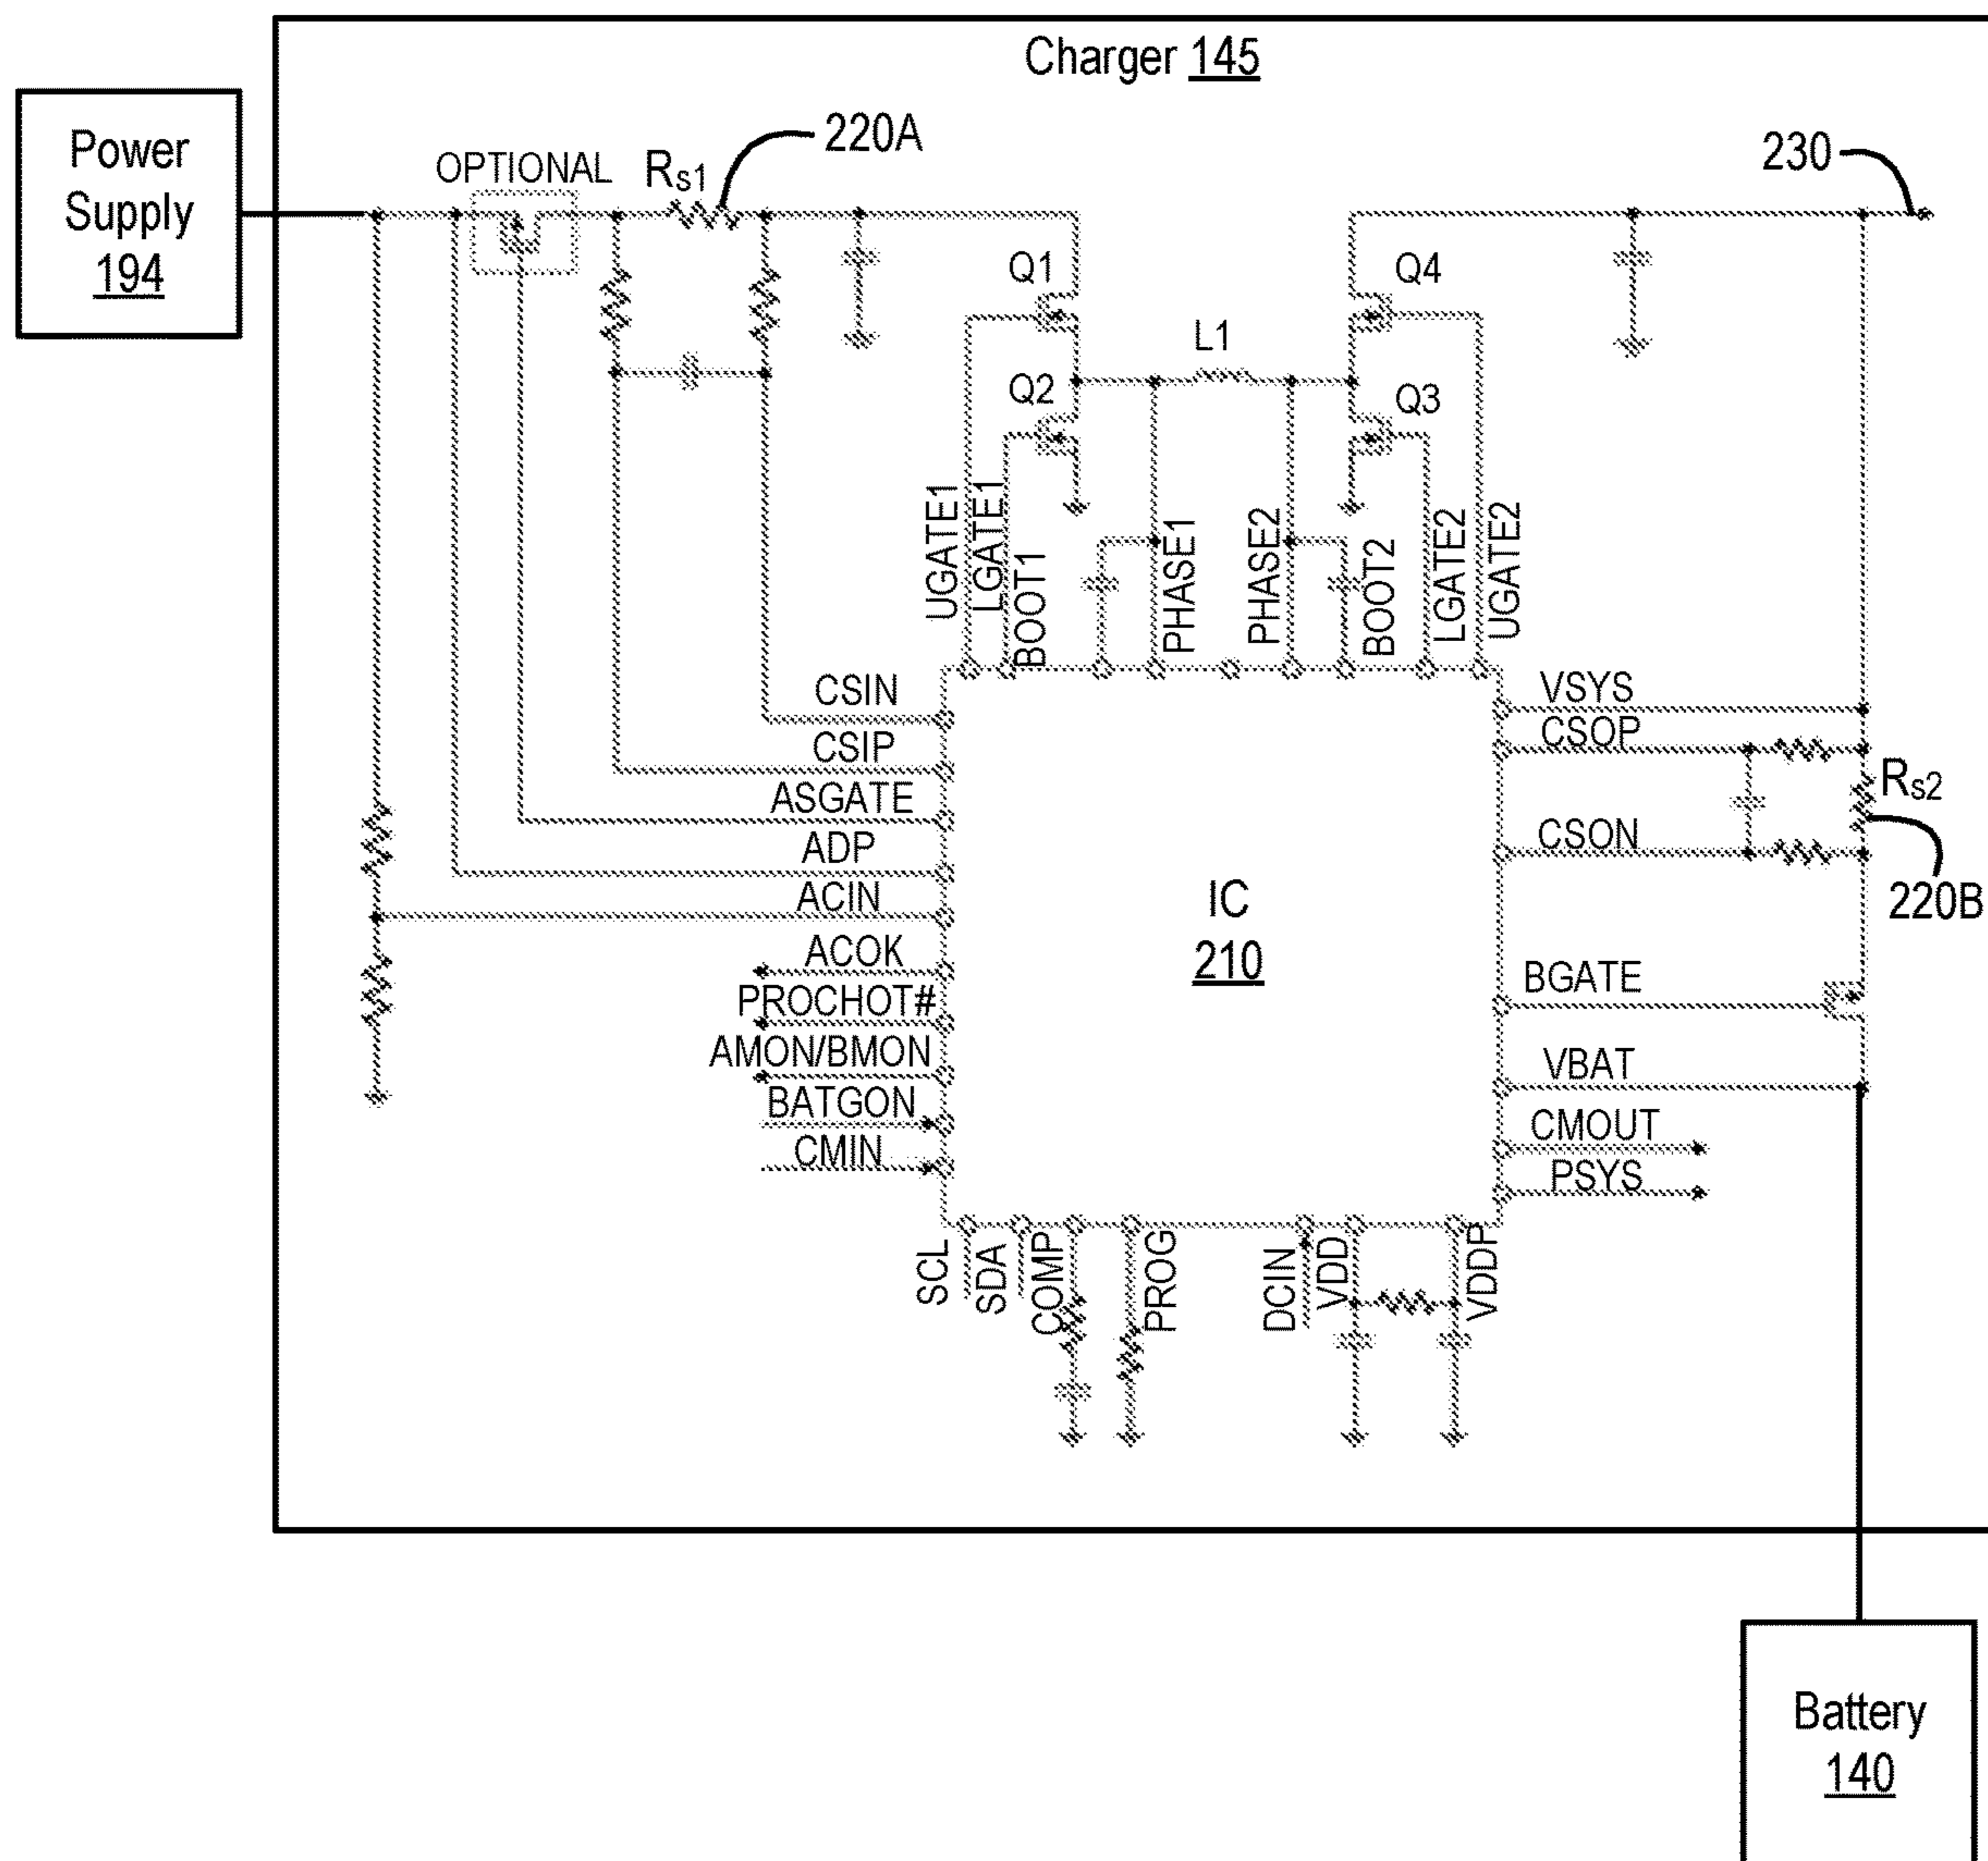 Charger 145
Power
Supply
194
OPTIONAL
Rs1
220A
230
Q1
Q4
L1
Q2
Q3
UGATE1
LGATE1
BOOT1
PHASE1
PHASE2
BOOT2
LGATE2
UGATE2
CSIN
CSIP
ASGATE
ADP
ACIN
ACOK
PROCHOT#
AMON/BMON
BATGON
CMIN
IC
210
VSYS
CSOP
Rs2
CSON
220B
BGATE
VBAT
CMOUT
PSYS
SCL
SDA
COMP
PROG
DCIN
VDD
VDDP
Battery
140